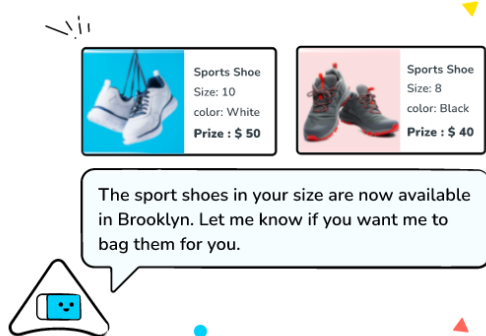 Sports Shoe
Size: 10
color: White
Prize : $ 50
Sports Shoe
Size: 8
color: Black
Prize : $ 40
The sport shoes in your size are now available
in Brooklyn. Let me know if you want me to
bag them for you.